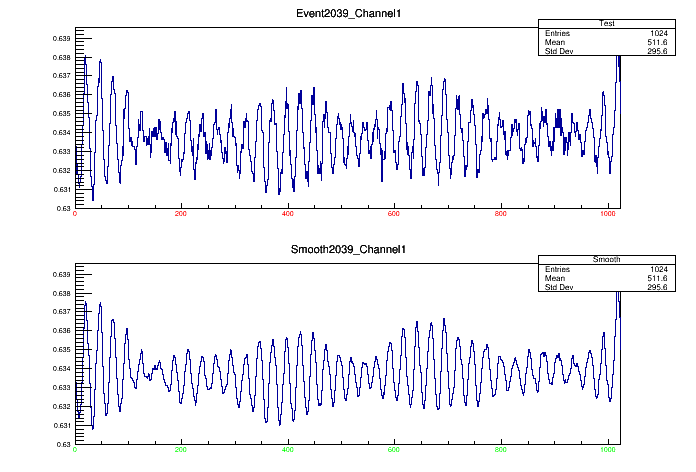 Event2039_Channel1
Test
Entries 1024
Mean 511.6
Std Dev 295.6
0.639
0.638
0.637
0.636
0.635
0.634
0.633
0.632
0.631
0.63
0 200 400 600 800 1000
Smooth2039_Channel1
Smooth
Entries 1024
Mean 511.6
Std Dev 295.6
0.639
0.638
0.637
0.636
0.635
0.634
0.633
0.632
0.631
0.63
0 200 400 600 800 1000